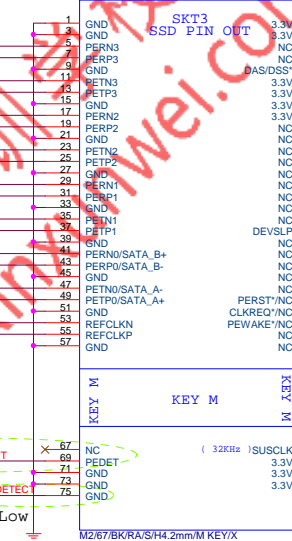 SKT3
SSD PIN OUT
1 GND 3.3V
3 GND 3.3V
5 PERN3 NC
7 PERP3 NC
9 GND DAS/DSS*
11 PETN3 3.3V
13 PETP3 3.3V
15 GND 3.3V
17 PERN2 3.3V
19 PERP2 NC
21 GND NC
23 PETN2 NC
25 PETP2 NC
27 GND NC
29 PERN1 NC
31 PERP1 NC
33 GND NC
35 PETN1 NC
37 PETP1 DEVSLP
39 GND NC
41 PERN0/SATA_B+ NC
43 PERP0/SATA_B- NC
45 GND NC
47 PETN0/SATA_A- NC
49 PETP0/SATA_A+ PERST*/NC
51 GND CLKREQ*/NC
53 REFCLKN PEWAKE*/NC
55 REFCLKP NC
57 GND NC
KEY M KEY M KEY M
67 NC ( 32KHz ) SUSCLK
69 PEDET 3.3V
71 GND 3.3V
73 GND 3.3V
75 GND
DETECT
Low
M2/67/BK/RA/S/H4.2mm/M KEY/X